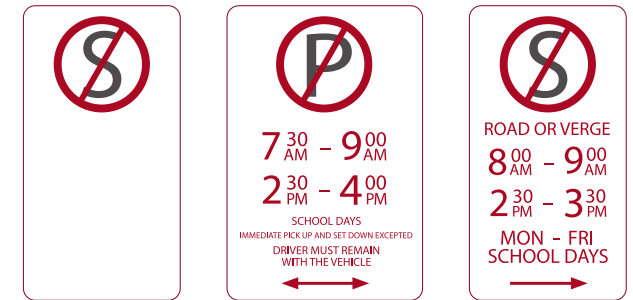 S
P
7 30 AM – 9 00 AM
2 30 PM – 4 00 PM
SCHOOL DAYS
IMMEDIATE PICK UP AND SET DOWN EXCEPTED
DRIVER MUST REMAIN
WITH THE VEHICLE
S
ROAD OR VERGE
8 00 AM – 9 00 AM
2 30 PM – 3 30 PM
MON – FRI
SCHOOL DAYS